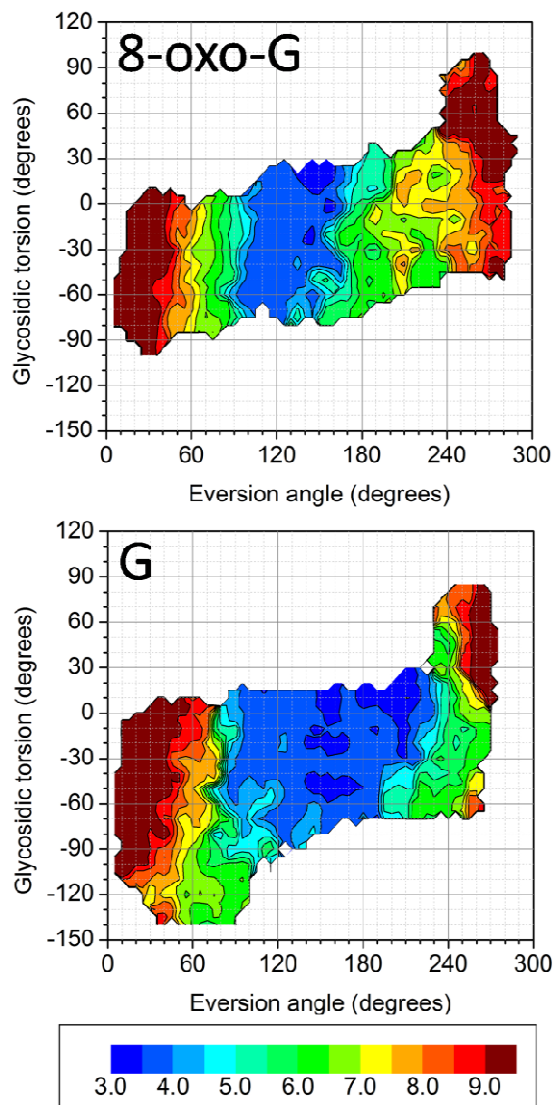 8-oxo-G
Glycosidic torsion (degrees)
120
90
60
30
0
-30
-60
-90
-120
-150
0 60 120 180 240 300
Eversion angle (degrees)
G
Glycosidic torsion (degrees)
120
90
60
30
0
-30
-60
-90
-120
-150
0 60 120 180 240 300
Eversion angle (degrees)
3.0 4.0 5.0 6.0 7.0 8.0 9.0